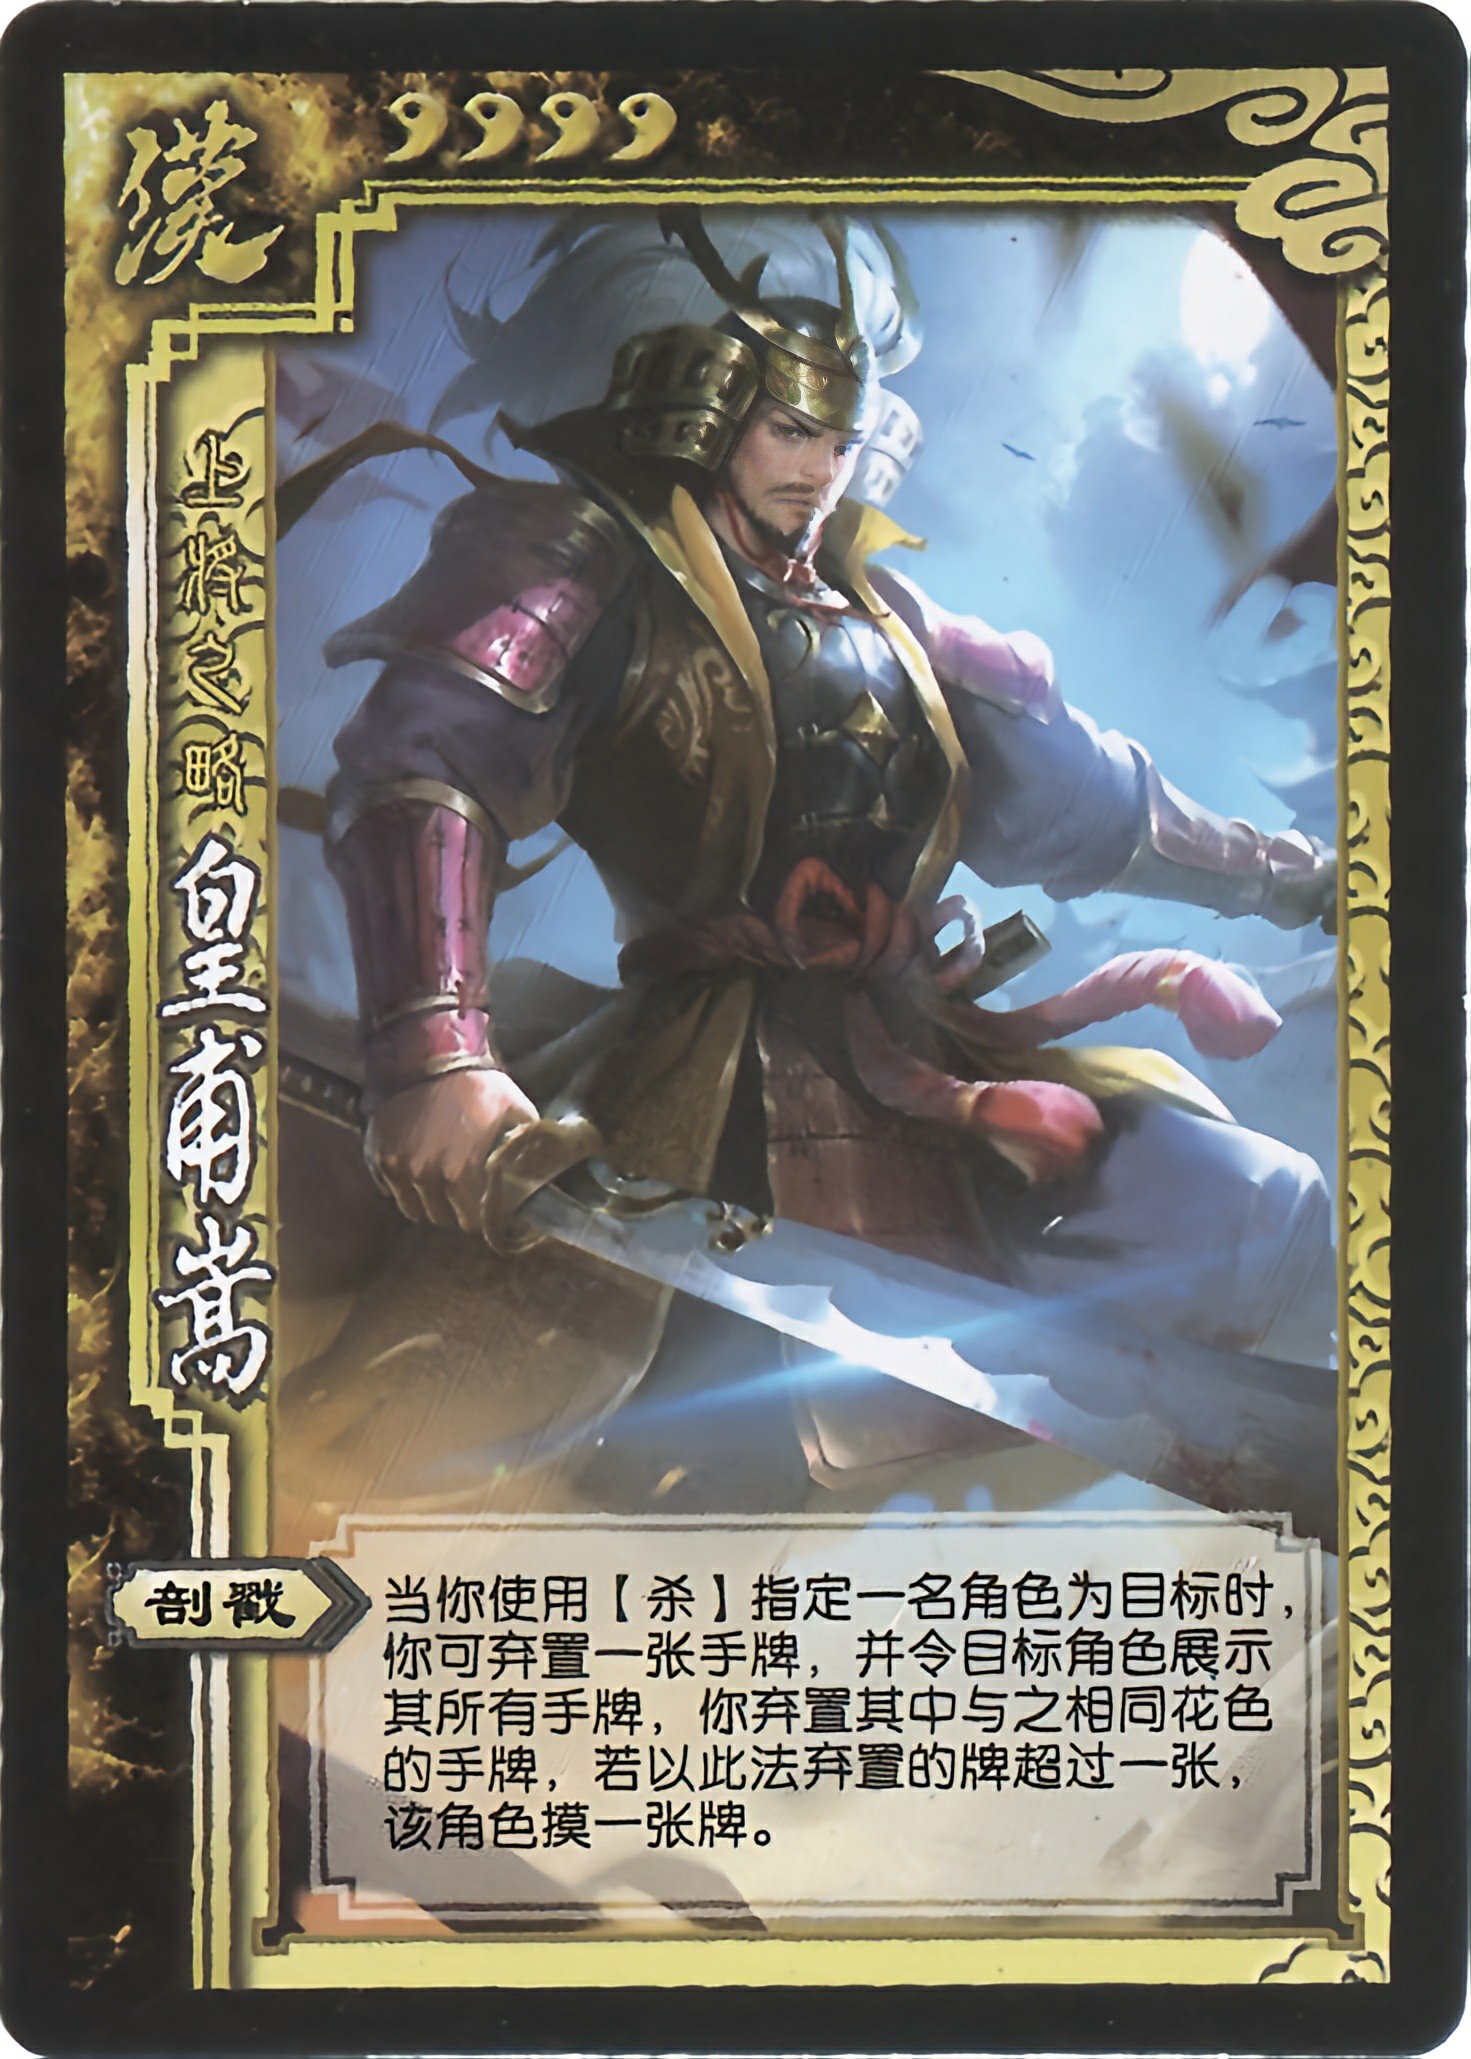 上将之略
皇甫嵩
剖戮
当你使用【杀】指定一名角色为目标时，
你可弃置一张手牌，并令目标角色展示
其所有手牌，你弃置其中与之相同花色
的手牌，若以此法弃置的牌超过一张，
该角色摸一张牌。